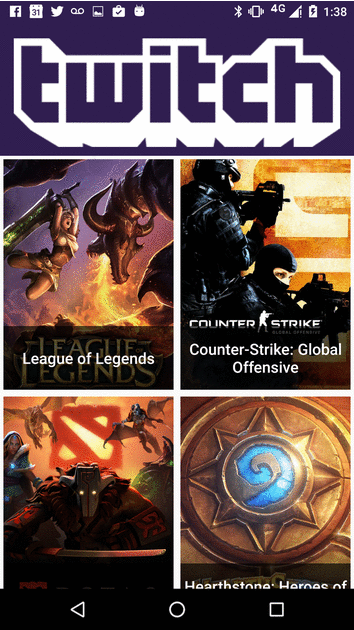 31
4G
1:38
twitch
LEAGUE OF
LEGENDS
League of Legends
COUNTER STRIKE
GLOBAL OFFENSIVE
Counter-Strike: Global
Offensive
Hearthstone: Heroes of